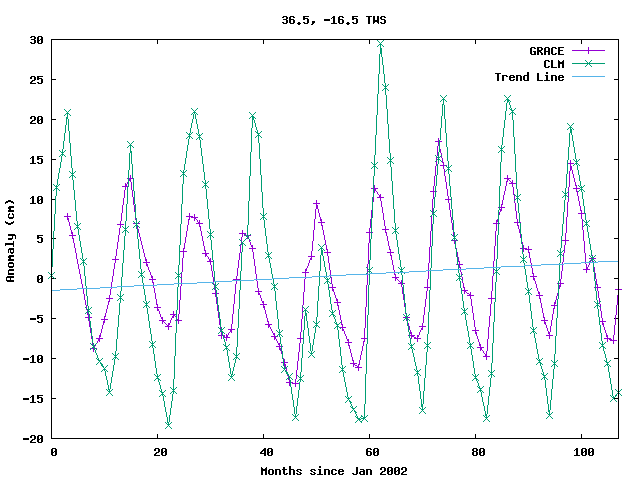 36.5, -16.5 TWS
GRACE
CLM
Trend Line
30
25
20
15
10
5
0
-5
-10
-15
-20
Anomaly (cm)
0 20 40 60 80 100
Months since Jan 2002